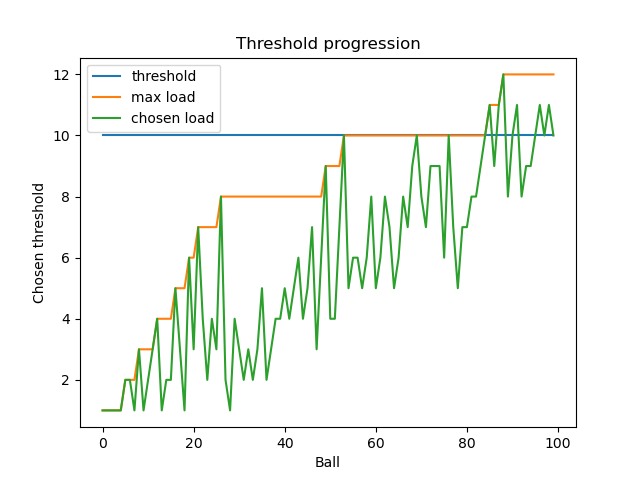 Threshold progression
threshold
max load
chosen load
12
10
8
6
4
2
Chosen threshold
0 20 40 60 80 100
Ball